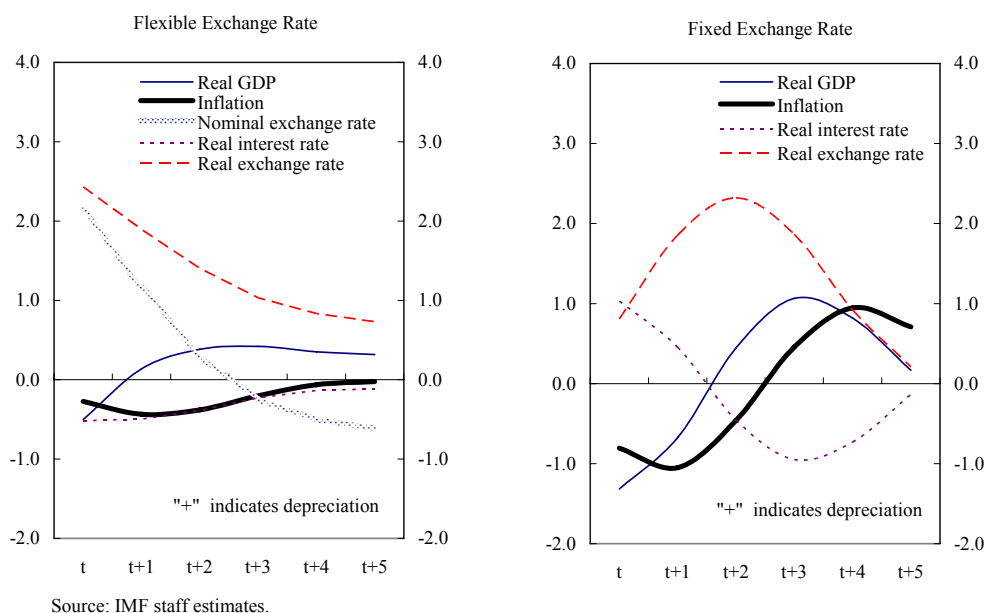 Flexible Exchange Rate
4.0 4.0
Real GDP
Inflation
3.0 3.0
Nominal exchange rate
Real interest rate
Real exchange rate
2.0 2.0
1.0 1.0
0.0 0.0
-1.0 -1.0
"+" indicates depreciation
-2.0 -2.0
t t+1 t+2 t+3 t+4 t+5
Fixed Exchange Rate
4.0 4.0
Real GDP
Inflation
Real interest rate
3.0 3.0
Real exchange rate
2.0 2.0
1.0 1.0
0.0 0.0
-1.0 -1.0
"+" indicates depreciation
-2.0 -2.0
t t+1 t+2 t+3 t+4 t+5
Source: IMF staff estimates.